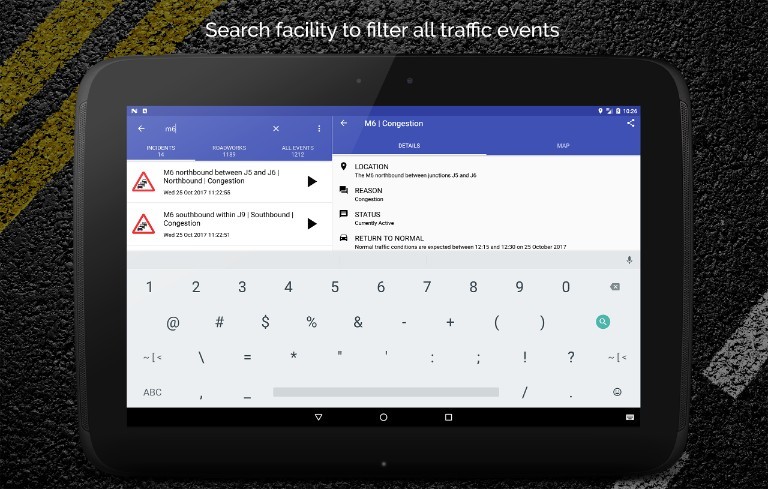 Search facility to filter all traffic events
N
10:26
m6
M6 | Congestion
INCIDENTS
14
ROADWORKS
1189
ALL EVENTS
1212
DETAILS
MAP
M6 northbound between J5 and J6 |
Northbound | Congestion
Wed 25 Oct 2017 11:22:55
M6 southbound within J9 | Southbound |
Congestion
Wed 25 Oct 2017 11:22:51
LOCATION
The M6 northbound between junctions J5 and J6
REASON
Congestion
STATUS
Currently Active
RETURN TO NORMAL
Normal traffic conditions are expected between 12:15 and 12:30 on 25 October 2017
1 2 3 4 5 6 7 8 9 0
@ # $ % & - + ( )
~ [ < \ = * " ' : ; ! ? ~ [ <
ABC , _ / .